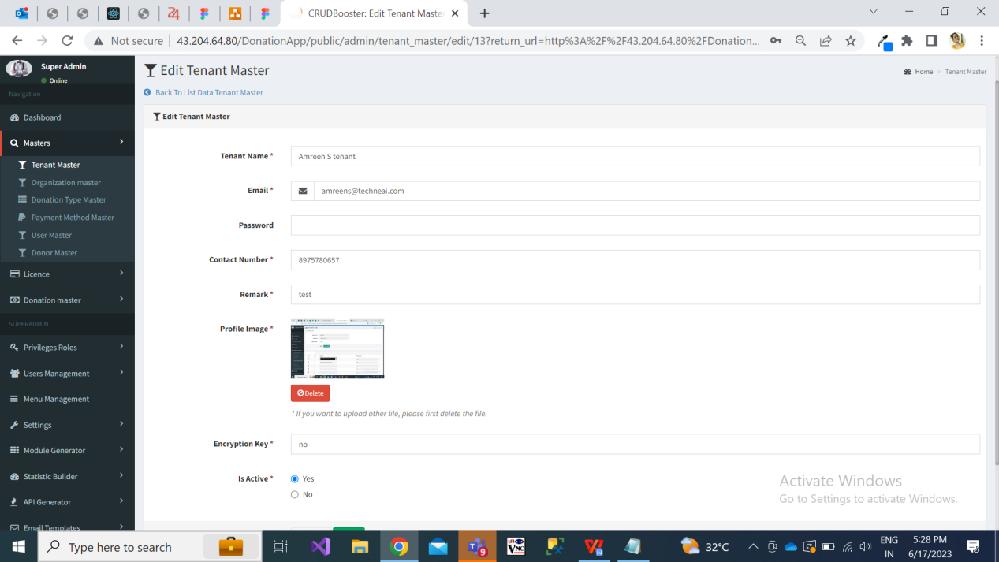 24
CRUDBooster: Edit Tenant Maste
Not secure
43.204.64.80/DonationApp/public/admin/tenant_master/edit/13?return_url=http%3A%2F%2F43.204.64.80%2FDonation...
Super Admin
Online
Edit Tenant Master
Home > Tenant Master
Navigation
Back To List Data Tenant Master
Dashboard
Edit Tenant Master
Masters
Tenant Master
Organization master
Donation Type Master
Payment Method Master
User Master
Donor Master
Licence
Donation master
SUPERADMIN
Privileges Roles
Users Management
Menu Management
Settings
Module Generator
Statistic Builder
API Generator
Email Templates
Tenant Name *
Amreen S tenant
Email *
amreens@techneai.com
Password
Contact Number *
8975780657
Remark *
test
Profile Image *
Delete
* If you want to upload other file, please first delete the file.
Encryption Key *
no
Is Active *
Yes
No
Activate Windows
Go to Settings to activate Windows.
Type here to search
9
VNC
32°C
ENG
IN
5:28 PM
6/17/2023